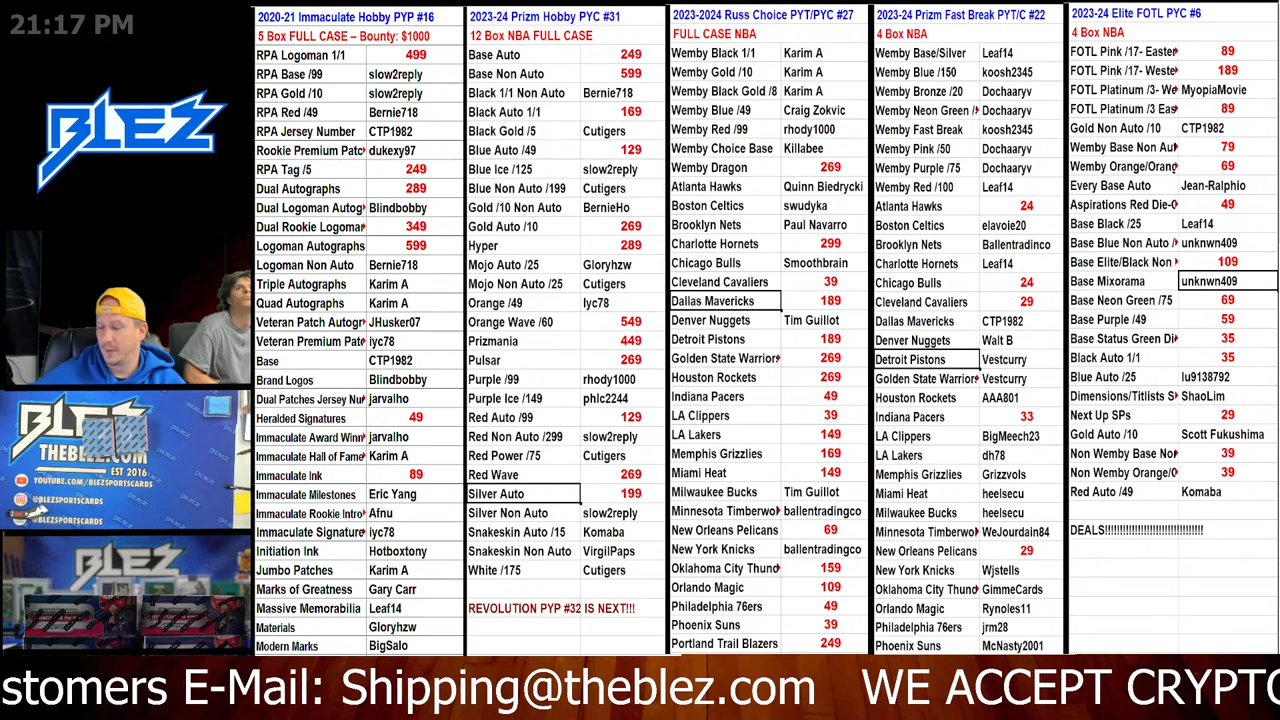 21:17 PM
BLEZ
BLEZ
THEBLEZ.COM
EST 2016
YOUTUBE.COM/BLEZSPORTSCARDS
@BLEZSPORTSCARDS
@BLEZSPORTSCARDS
BLEZ
2020-21 Immaculate Hobby PYP #16
5 Box FULL CASE – Bounty: $1000
RPA Logoman 1/1 499
RPA Base /99 slow2reply
RPA Gold /10 slow2reply
RPA Red /49 Bernie718
RPA Jersey Number CTP1982
Rookie Premium Patc dukexy97
RPA Tag /5 249
Dual Autographs 289
Dual Logoman Autog Blindbobby
Dual Rookie Logoma 349
Logoman Autographs 599
Logoman Non Auto Bernie718
Triple Autographs Karim A
Quad Autographs Karim A
Veteran Patch Autogr JHusker07
Veteran Premium Pat iyc78
Base CTP1982
Brand Logos Blindbobby
Dual Patches Jersey Nu jarvalho
Heralded Signatures 49
Immaculate Award Winn jarvalho
Immaculate Hall of Fame Karim A
Immaculate Ink 89
Immaculate Milestones Eric Yang
Immaculate Rookie Intro Afnu
Immaculate Signature iyc78
Initiation Ink Hotboxtony
Jumbo Patches Karim A
Marks of Greatness Gary Carr
Massive Memorabilia Leaf14
Materials Gloryhzw
Modern Marks BigSalo
2023-24 Prizm Hobby PYC #31
12 Box NBA FULL CASE
Base Auto 249
Base Non Auto 599
Black 1/1 Non Auto Bernie718
Black Auto 1/1 169
Black Gold /5 Cutigers
Blue Auto /49 129
Blue Ice /125 slow2reply
Blue Non Auto /199 Cutigers
Gold /10 Non Auto BernieHo
Gold Auto /10 269
Hyper 289
Mojo Auto /25 Gloryhzw
Mojo Non Auto /25 Cutigers
Orange /49 Iyc78
Orange Wave /60 549
Prizmania 449
Pulsar 269
Purple /99 rhody1000
Purple Ice /149 phlc2244
Red Auto /99 129
Red Non Auto /299 slow2reply
Red Power /75 Cutigers
Red Wave 269
Silver Auto 199
Silver Non Auto slow2reply
Snakeskin Auto /15 Komaba
Snakeskin Non Auto VirgilPaps
White /175 Cutigers
REVOLUTION PYP #32 IS NEXT!!!
2023-2024 Russ Choice PYT/PYC #27
FULL CASE NBA
Wemby Black 1/1 Karim A
Wemby Gold /10 Karim A
Wemby Black Gold /8 Karim A
Wemby Blue /49 Craig Zokvic
Wemby Red /99 rhody1000
Wemby Choice Base Killabee
Wemby Dragon 269
Atlanta Hawks Quinn Biedrycki
Boston Celtics swudyka
Brooklyn Nets Paul Navarro
Charlotte Hornets 299
Chicago Bulls Smoothbrain
Cleveland Cavaliers 39
Dallas Mavericks 189
Denver Nuggets Tim Guillot
Detroit Pistons 189
Golden State Warriors 269
Houston Rockets 269
Indiana Pacers 49
LA Clippers 39
LA Lakers 149
Memphis Grizzlies 169
Miami Heat 149
Milwaukee Bucks Tim Guillot
Minnesota Timberwo ballentradingco
New Orleans Pelicans 69
New York Knicks ballentradingco
Oklahoma City Thund 159
Orlando Magic 109
Philadelphia 76ers 49
Phoenix Suns 39
Portland Trail Blazers 249
2023-24 Prizm Fast Break PYT/C #22
4 Box NBA
Wemby Base/Silver Leaf14
Wemby Blue /150 koosh2345
Wemby Bronze /20 Dochaaryv
Wemby Neon Green / Dochaaryv
Wemby Fast Break koosh2345
Wemby Pink /50 Dochaaryv
Wemby Purple /75 Dochaaryv
Wemby Red /100 Leaf14
Atlanta Hawks 24
Boston Celtics elavoie20
Brooklyn Nets Ballentradinco
Charlotte Hornets Leaf14
Chicago Bulls 24
Cleveland Cavaliers 29
Dallas Mavericks CTP1982
Denver Nuggets Walt B
Detroit Pistons Vestcurry
Golden State Warrior Vestcurry
Houston Rockets AAA801
Indiana Pacers 33
LA Clippers BigMeech23
LA Lakers dh78
Memphis Grizzlies Grizzvols
Miami Heat heelsecu
Milwaukee Bucks heelsecu
Minnesota Timberwo WeJourdain84
New Orleans Pelicans 29
New York Knicks Wjstells
Oklahoma City Thund GimmeCards
Orlando Magic Rynoles11
Philadelphia 76ers jrm28
Phoenix Suns McNasty2001
2023-24 Elite FOTL PYC #6
4 Box NBA
FOTL Pink /17- Easter 89
FOTL Pink /17- Weste 189
FOTL Platinum /3- We MyopiaMovie
FOTL Platinum /3 Eas 89
Gold Non Auto /10 CTP1982
Wemby Base Non Au 79
Wemby Orange/Orang 69
Every Base Auto Jean-Ralphio
Aspirations Red Die-C 49
Base Black /25 Leaf14
Base Blue Non Auto / unknwn409
Base Elite/Black Non 109
Base Mixorama unknwn409
Base Neon Green /75 69
Base Purple /49 59
Base Status Green Di 35
Black Auto 1/1 35
Blue Auto /25 lu9138792
Dimensions/Titlists S ShaoLim
Next Up SPs 29
Gold Auto /10 Scott Fukushima
Non Wemby Base Non 39
Non Wemby Orange/O 39
Red Auto /49 Komaba
DEALS!!!!!!!!!!!!!!!!!!!!!!!!!!!!!!!!!
stomers E-Mail: Shipping@theblez.com WE ACCEPT CRYPTO